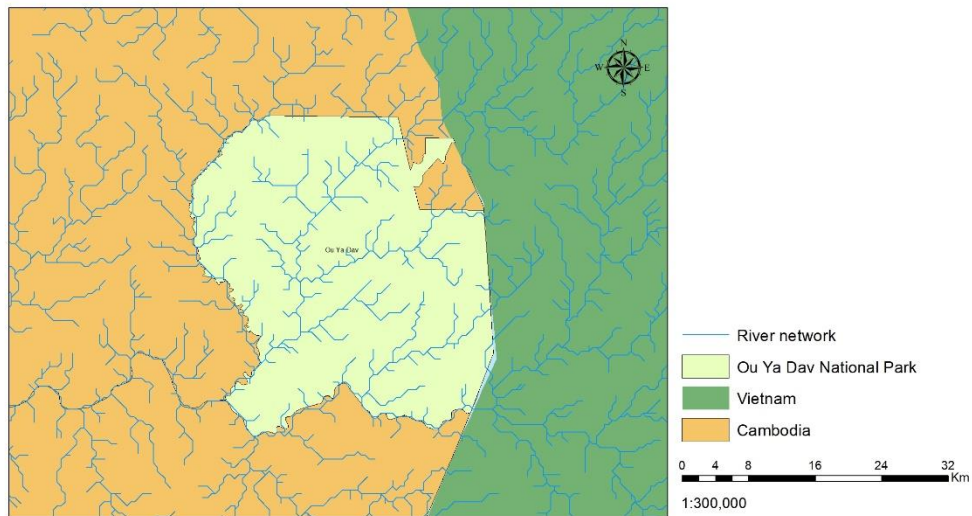 N
W E
S
Ou Ya Dav
River network
Ou Ya Dav National Park
Vietnam
Cambodia
0 2 4 8 16 24 32
Km
1:300,000